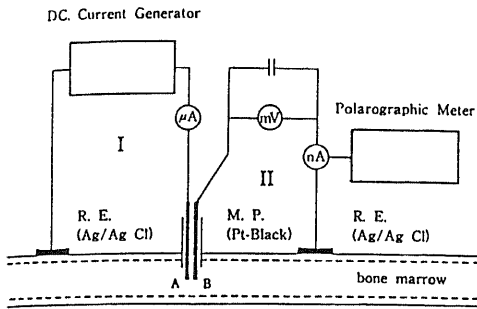 DC. Current Generator
μA
I
mV
Polarographic Meter
nA
II
R. E.
(Ag/Ag Cl)
M. P.
(Pt-Black)
R. E.
(Ag/Ag Cl)
A
B
bone marrow